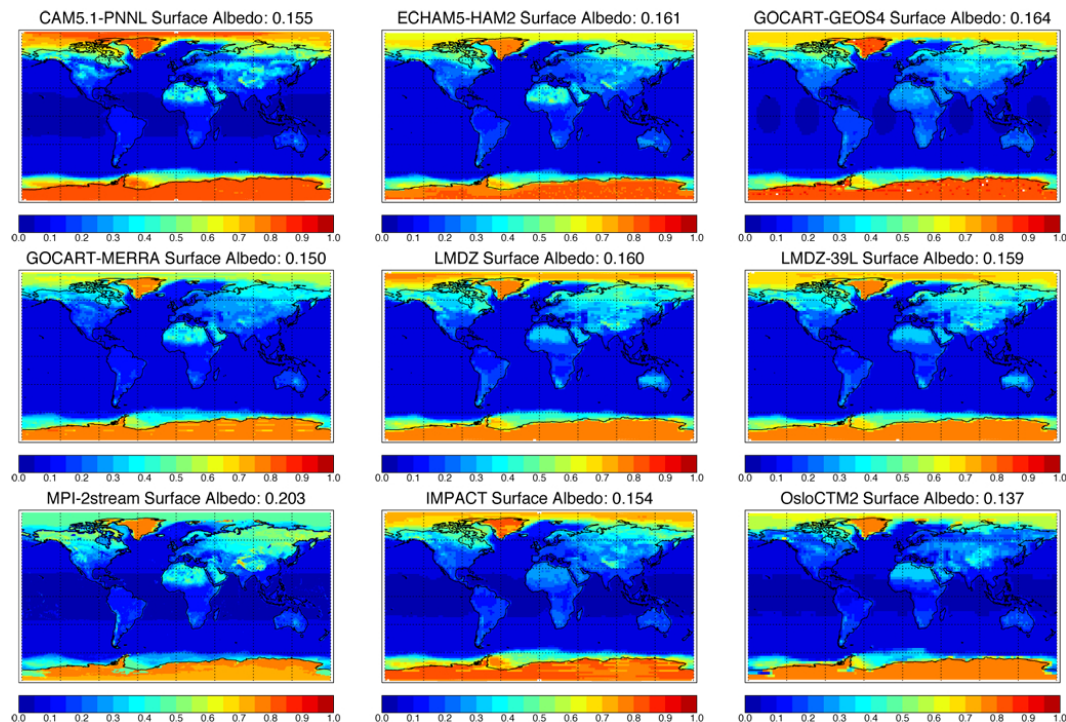 CAM5.1-PNNL Surface Albedo: 0.155
ECHAM5-HAM2 Surface Albedo: 0.161
GOCART-GEOS4 Surface Albedo: 0.164
0.0 0.1 0.2 0.3 0.4 0.5 0.6 0.7 0.8 0.9 1.0
0.0 0.1 0.2 0.3 0.4 0.5 0.6 0.7 0.8 0.9 1.0
0.0 0.1 0.2 0.3 0.4 0.5 0.6 0.7 0.8 0.9 1.0
GOCART-MERRA Surface Albedo: 0.150
LMDZ Surface Albedo: 0.160
LMDZ-39L Surface Albedo: 0.159
0.0 0.1 0.2 0.3 0.4 0.5 0.6 0.7 0.8 0.9 1.0
0.0 0.1 0.2 0.3 0.4 0.5 0.6 0.7 0.8 0.9 1.0
0.0 0.1 0.2 0.3 0.4 0.5 0.6 0.7 0.8 0.9 1.0
MPI-2stream Surface Albedo: 0.203
IMPACT Surface Albedo: 0.154
OsloCTM2 Surface Albedo: 0.137
0.0 0.1 0.2 0.3 0.4 0.5 0.6 0.7 0.8 0.9 1.0
0.0 0.1 0.2 0.3 0.4 0.5 0.6 0.7 0.8 0.9 1.0
0.0 0.1 0.2 0.3 0.4 0.5 0.6 0.7 0.8 0.9 1.0